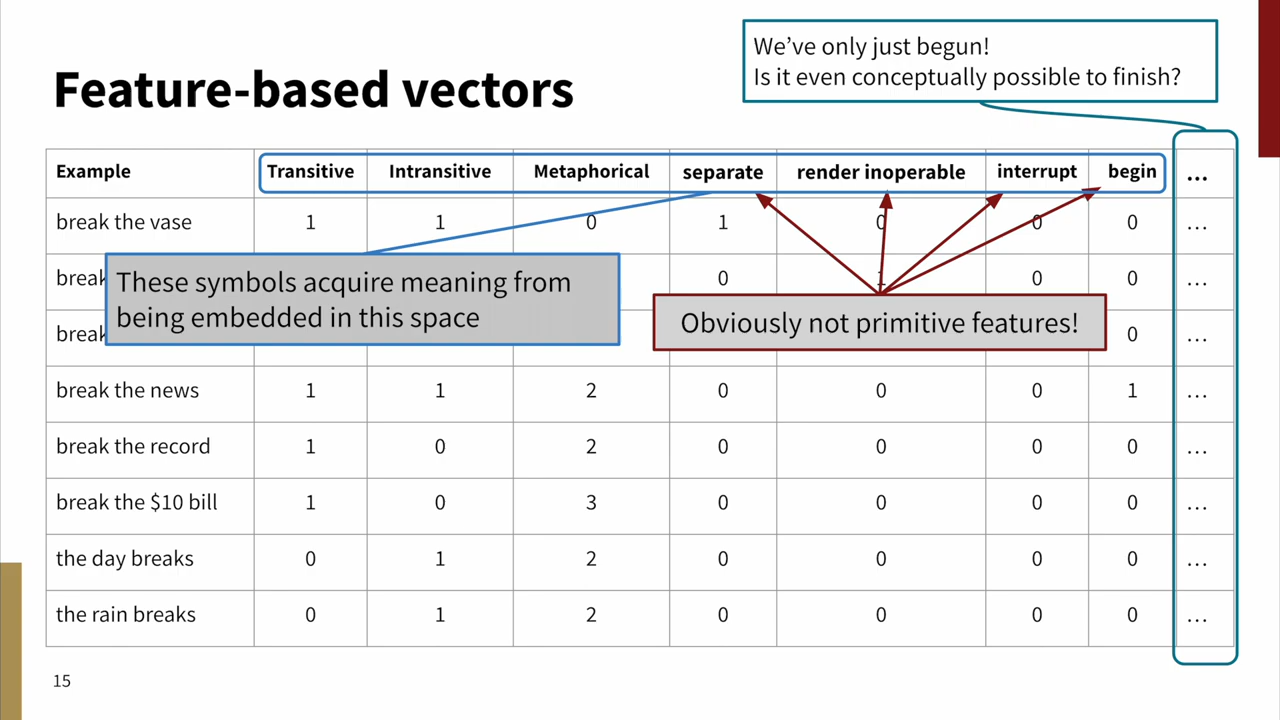 We've only just begun!
Is it even conceptually possible to finish?
Feature-based vectors
Example Transitive Intransitive Metaphorical separate render inoperable interrupt begin ...
break the vase 1 1 0 1 0 0 0 ...
break 0 0 0 ...
These symbols acquire meaning from
being embedded in this space
Obviously not primitive features!
break 0 ...
break the news 1 1 2 0 0 0 1 ...
break the record 1 0 2 0 0 0 0 ...
break the $10 bill 1 0 3 0 0 0 0 ...
the day breaks 0 1 2 0 0 0 0 ...
the rain breaks 0 1 2 0 0 0 0 ...
15